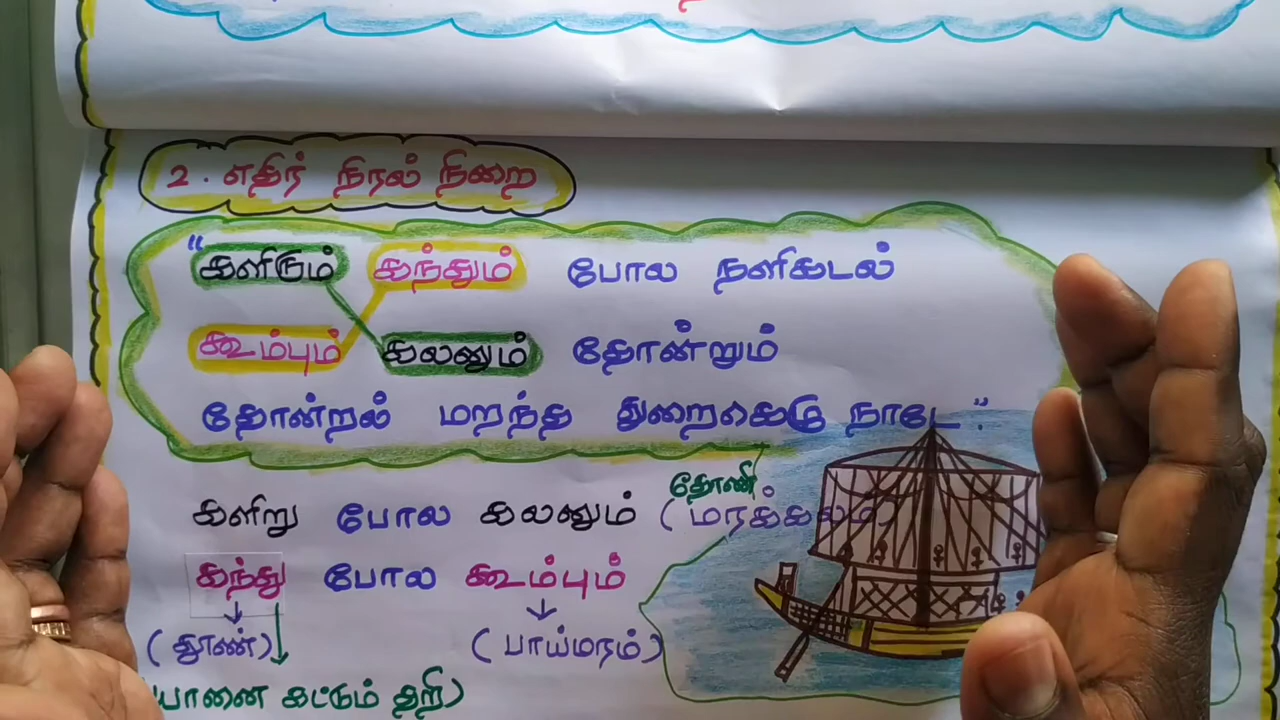 2. எதிர் நிரல் நிறை
"களிரும் கந்தும் போல நளிகடல்
கூம்பும் கலனும் தோன்றும்
தோன்றல் மறந்த துறைகெடு நாடே".
தோணி
களிறு போல கலனும் (மரக்கலம்)
கந்து போல கூம்பும்
(தூண்) (பாய்மரம்)
யானை கட்டும் தறி)